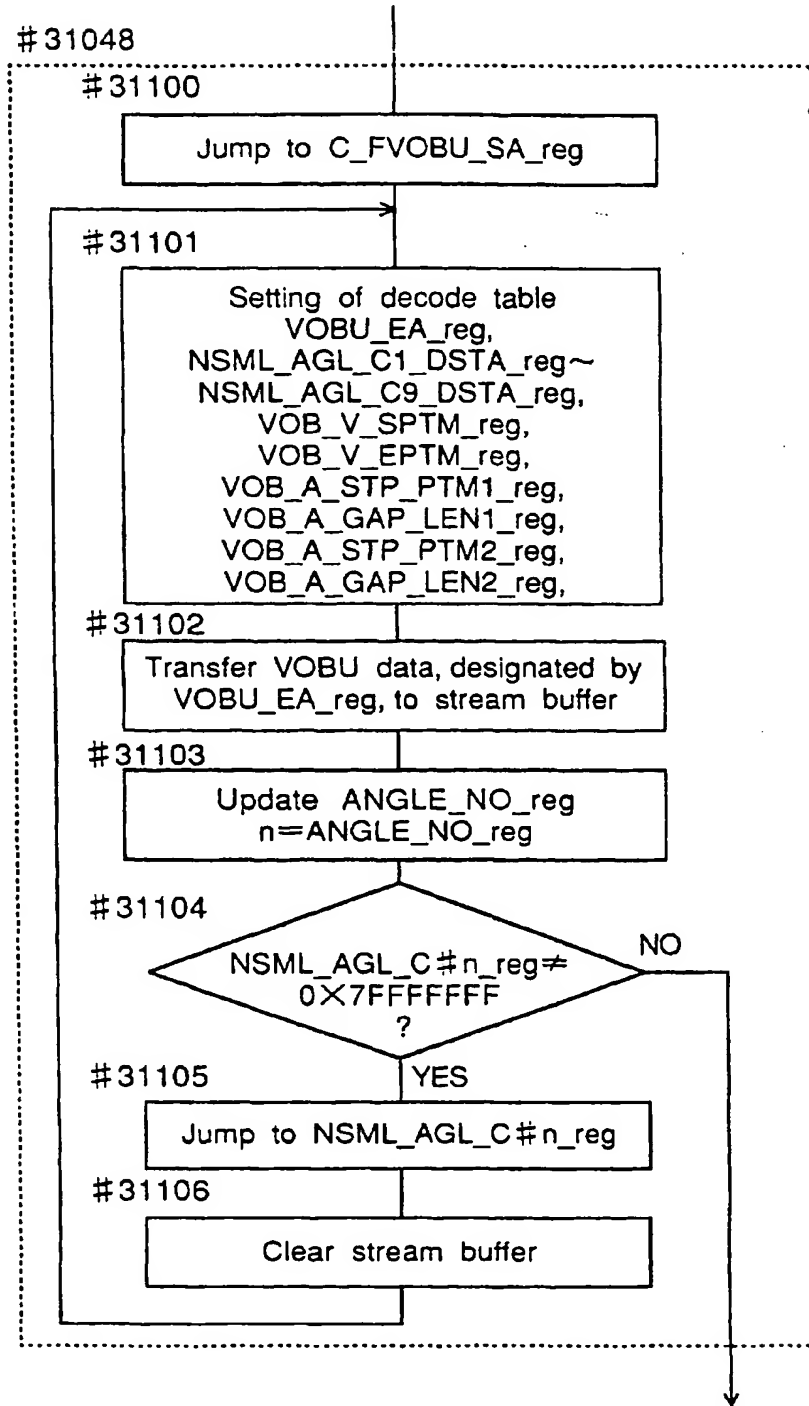 #31048
#31100
Jump to C_FVOBU_SA_reg
#31101
Setting of decode table
VOBU_EA_reg,
NSML_AGL_C1_DSTA_reg~
NSML_AGL_C9_DSTA_reg,
VOB_V_SPTM_reg,
VOB_V_EPTM_reg,
VOB_A_STP_PTM1_reg,
VOB_A_GAP_LEN1_reg,
VOB_A_STP_PTM2_reg,
VOB_A_GAP_LEN2_reg,
#31102
Transfer VOBU data, designated by
VOBU_EA_reg, to stream buffer
#31103
Update ANGLE_NO_reg
n=ANGLE_NO_reg
#31104
NSML_AGL_C#n_reg≠
0×7FFFFFFF
?
NO
#31105
YES
Jump to NSML_AGL_C#n_reg
#31106
Clear stream buffer